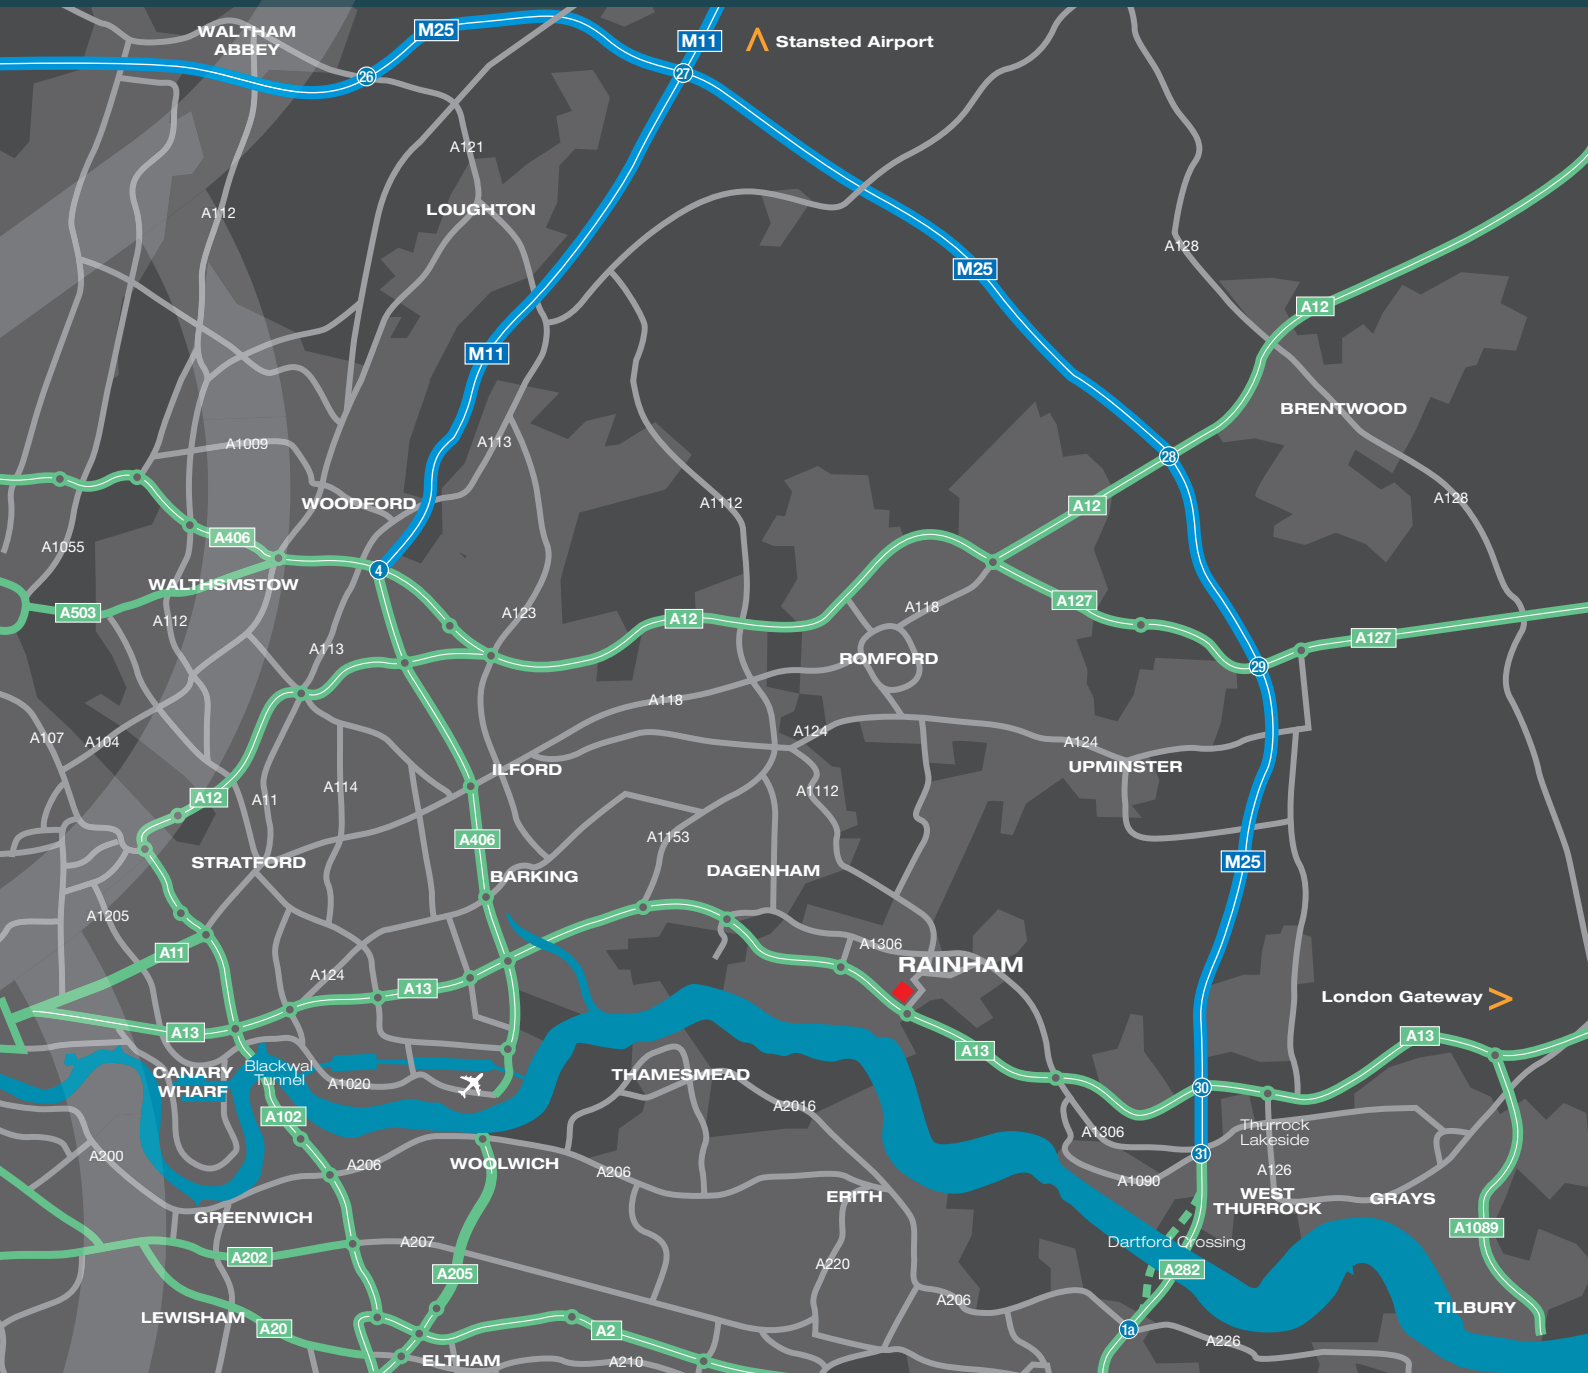 WALTHAM
ABBEY
M25
M11
Stansted Airport
26
27
A121
A112
LOUGHTON
A128
M25
A12
M11
BRENTWOOD
A1009
A113
28
WOODFORD
A1112
A12
A128
A406
A1055
4
WALTHSMSTOW
A503
A112
A123
A12
A118
A127
A127
A113
ROMFORD
29
A118
A107
A104
A124
A124
ILFORD
UPMINSTER
A12
A11
A114
A1112
A406
A1153
STRATFORD
BARKING
DAGENHAM
M25
A1205
A11
A1306
RAINHAM
A124
A13
London Gateway
A13
A13
A13
Blackwal
Tunnel
CANARY
WHARF
A1020
THAMESMEAD
30
A102
A2016
A1306
Thurrock
Lakeside
A200
A206
WOOLWICH
A206
31
A126
A1090
ERITH
WEST
THURROCK
GRAYS
GREENWICH
A1089
A202
A207
Dartford Crossing
A205
A220
A282
A206
LEWISHAM
A20
A2
TILBURY
1a
A226
ELTHAM
A210